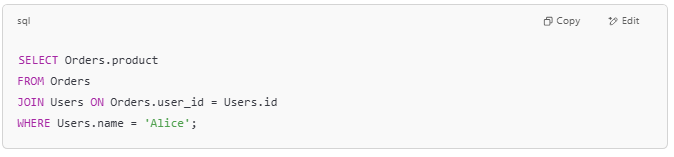 sql
Copy
Edit
SELECT Orders.product
FROM Orders
JOIN Users ON Orders.user_id = Users.id
WHERE Users.name = 'Alice';